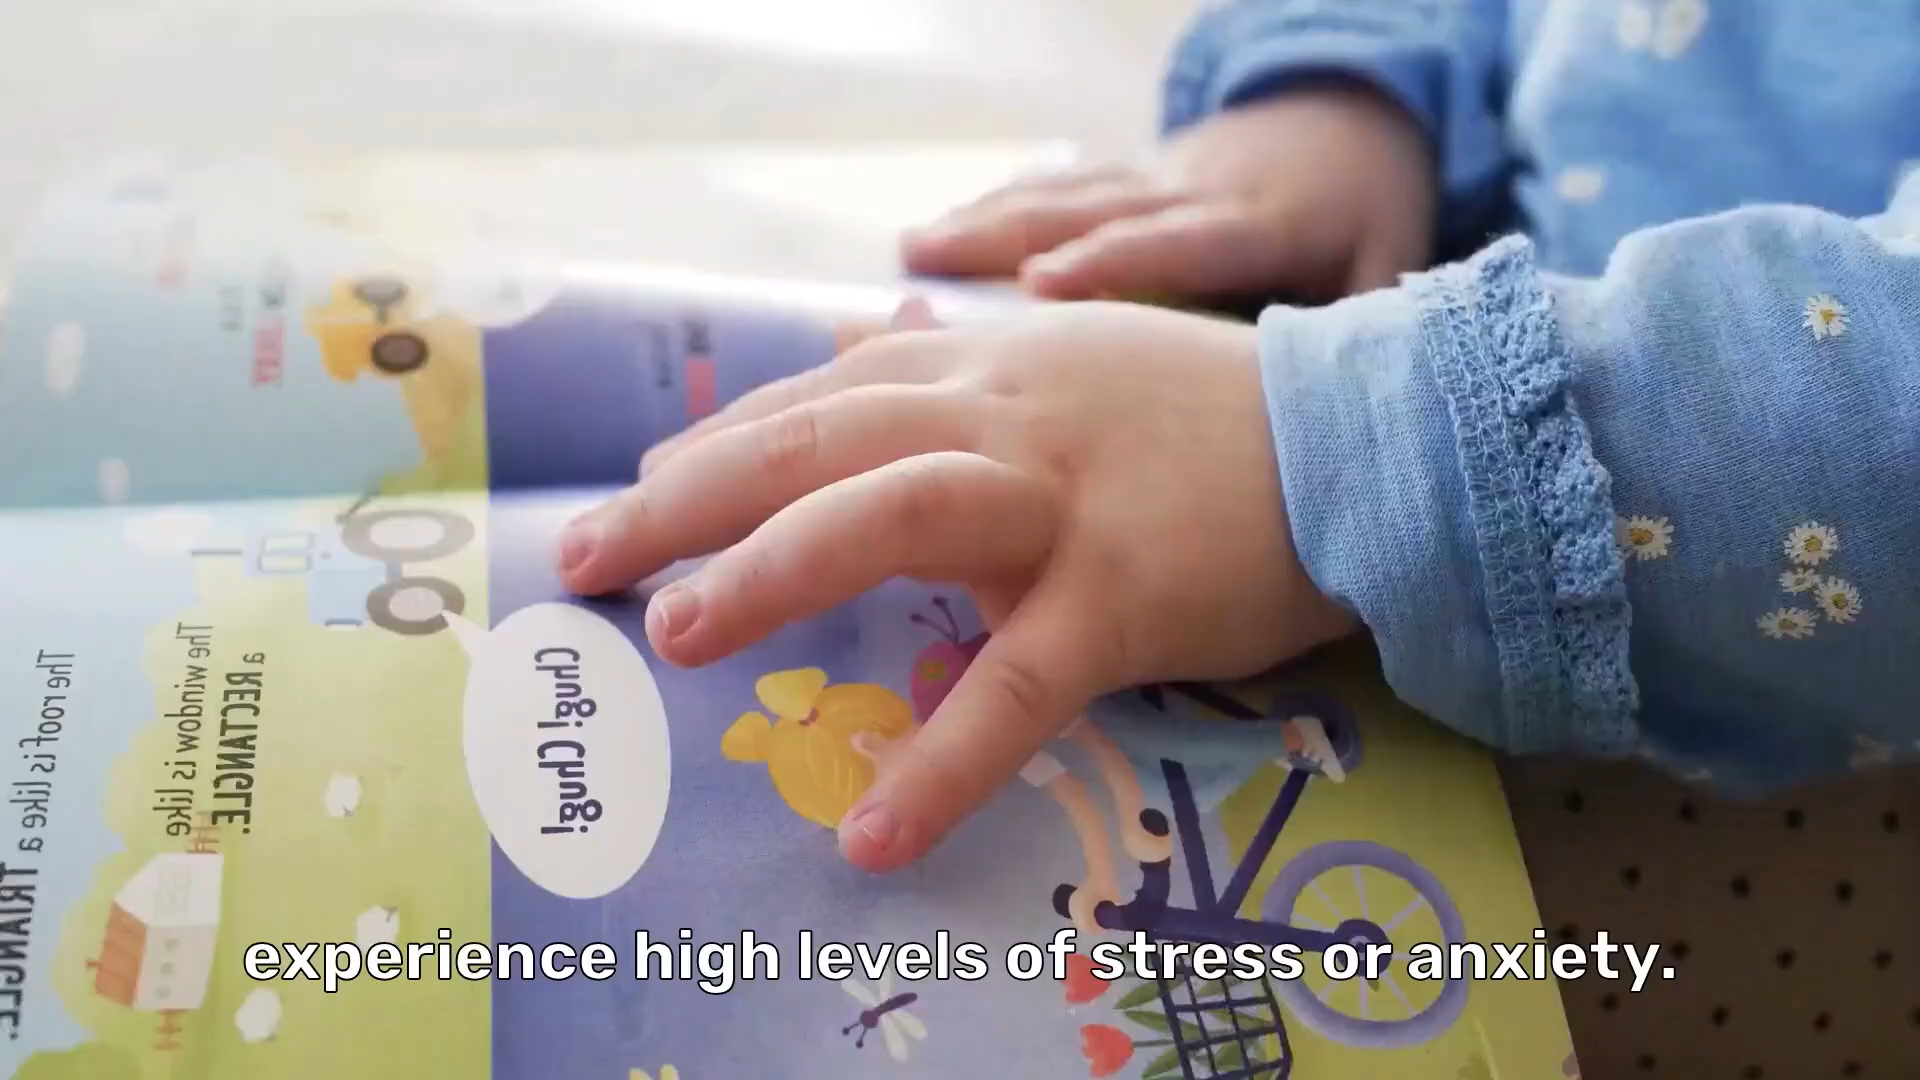 The roof is like a
TRIANGLE.
The window is like
a RECTANGLE.
Chug! Chug!
experience high levels of stress or anxiety.